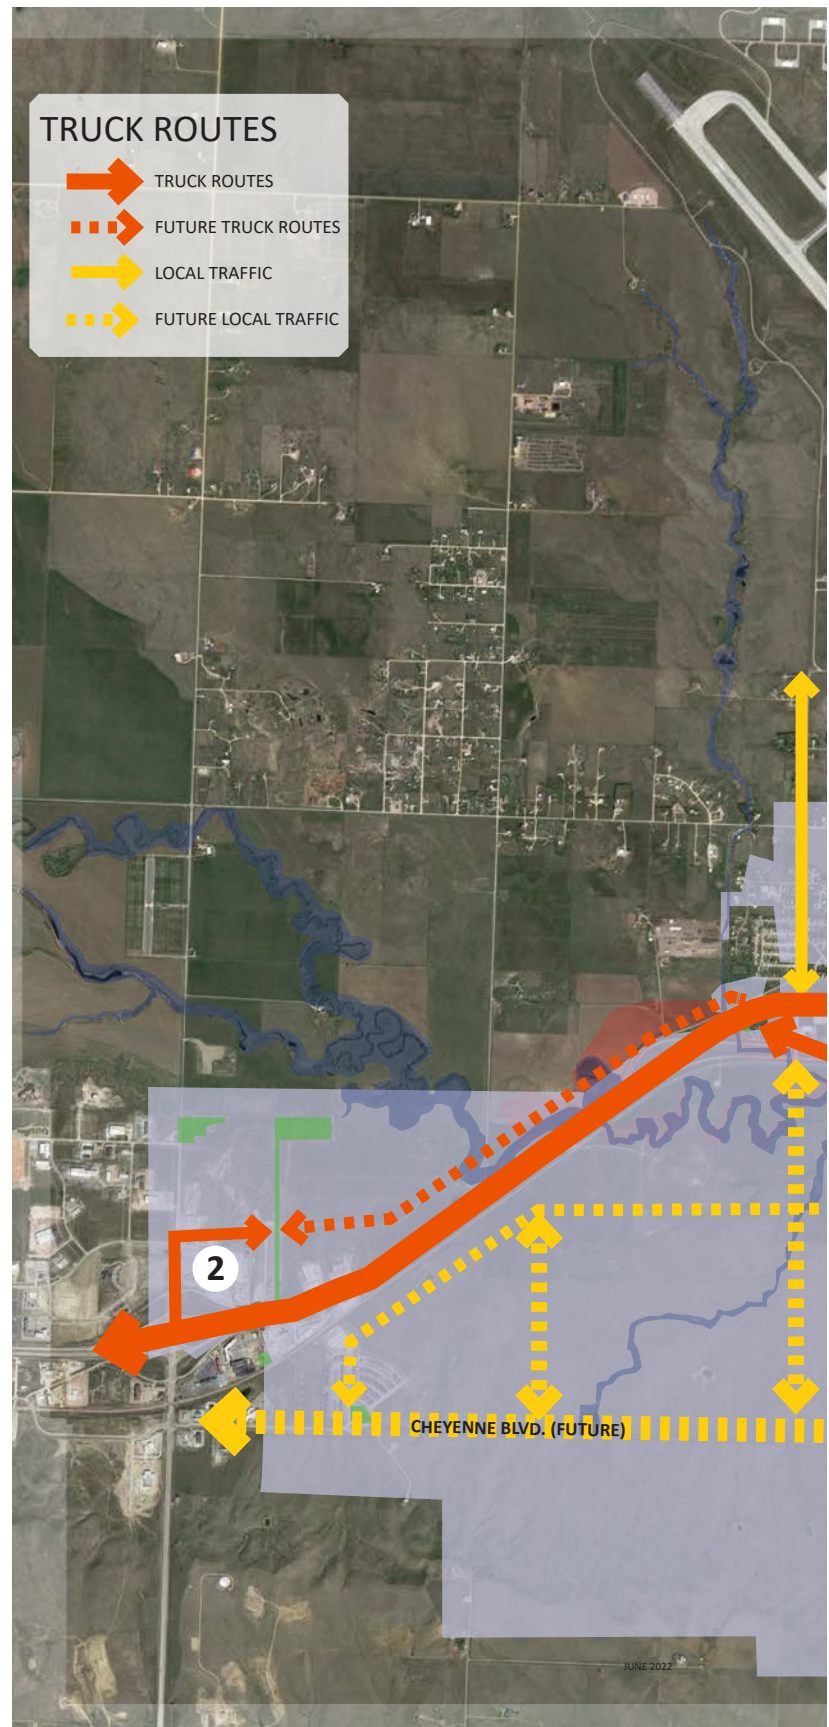 TRUCK ROUTES
TRUCK ROUTES
FUTURE TRUCK ROUTES
LOCAL TRAFFIC
FUTURE LOCAL TRAFFIC
2
CHEYENNE BLVD. (FUTURE)
JUNE 2022